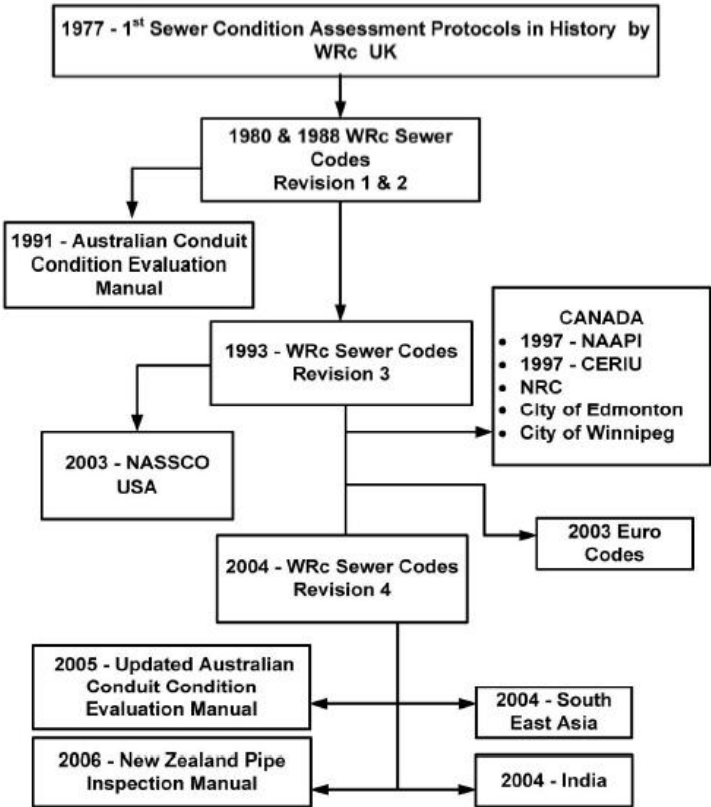 1977 - 1st Sewer Condition Assessment Protocols in History by
WRc UK
1980 & 1988 WRc Sewer
Codes
Revision 1 & 2
1991 - Australian Conduit
Condition Evaluation
Manual
1993 - WRc Sewer Codes
Revision 3
CANADA
• 1997 - NAAPI
• 1997 - CERIU
• NRC
• City of Edmonton
• City of Winnipeg
2003 - NASSCO
USA
2003 Euro
Codes
2004 - WRc Sewer Codes
Revision 4
2005 - Updated Australian
Conduit Condition
Evaluation Manual
2004 - South
East Asia
2006 - New Zealand Pipe
Inspection Manual
2004 - India